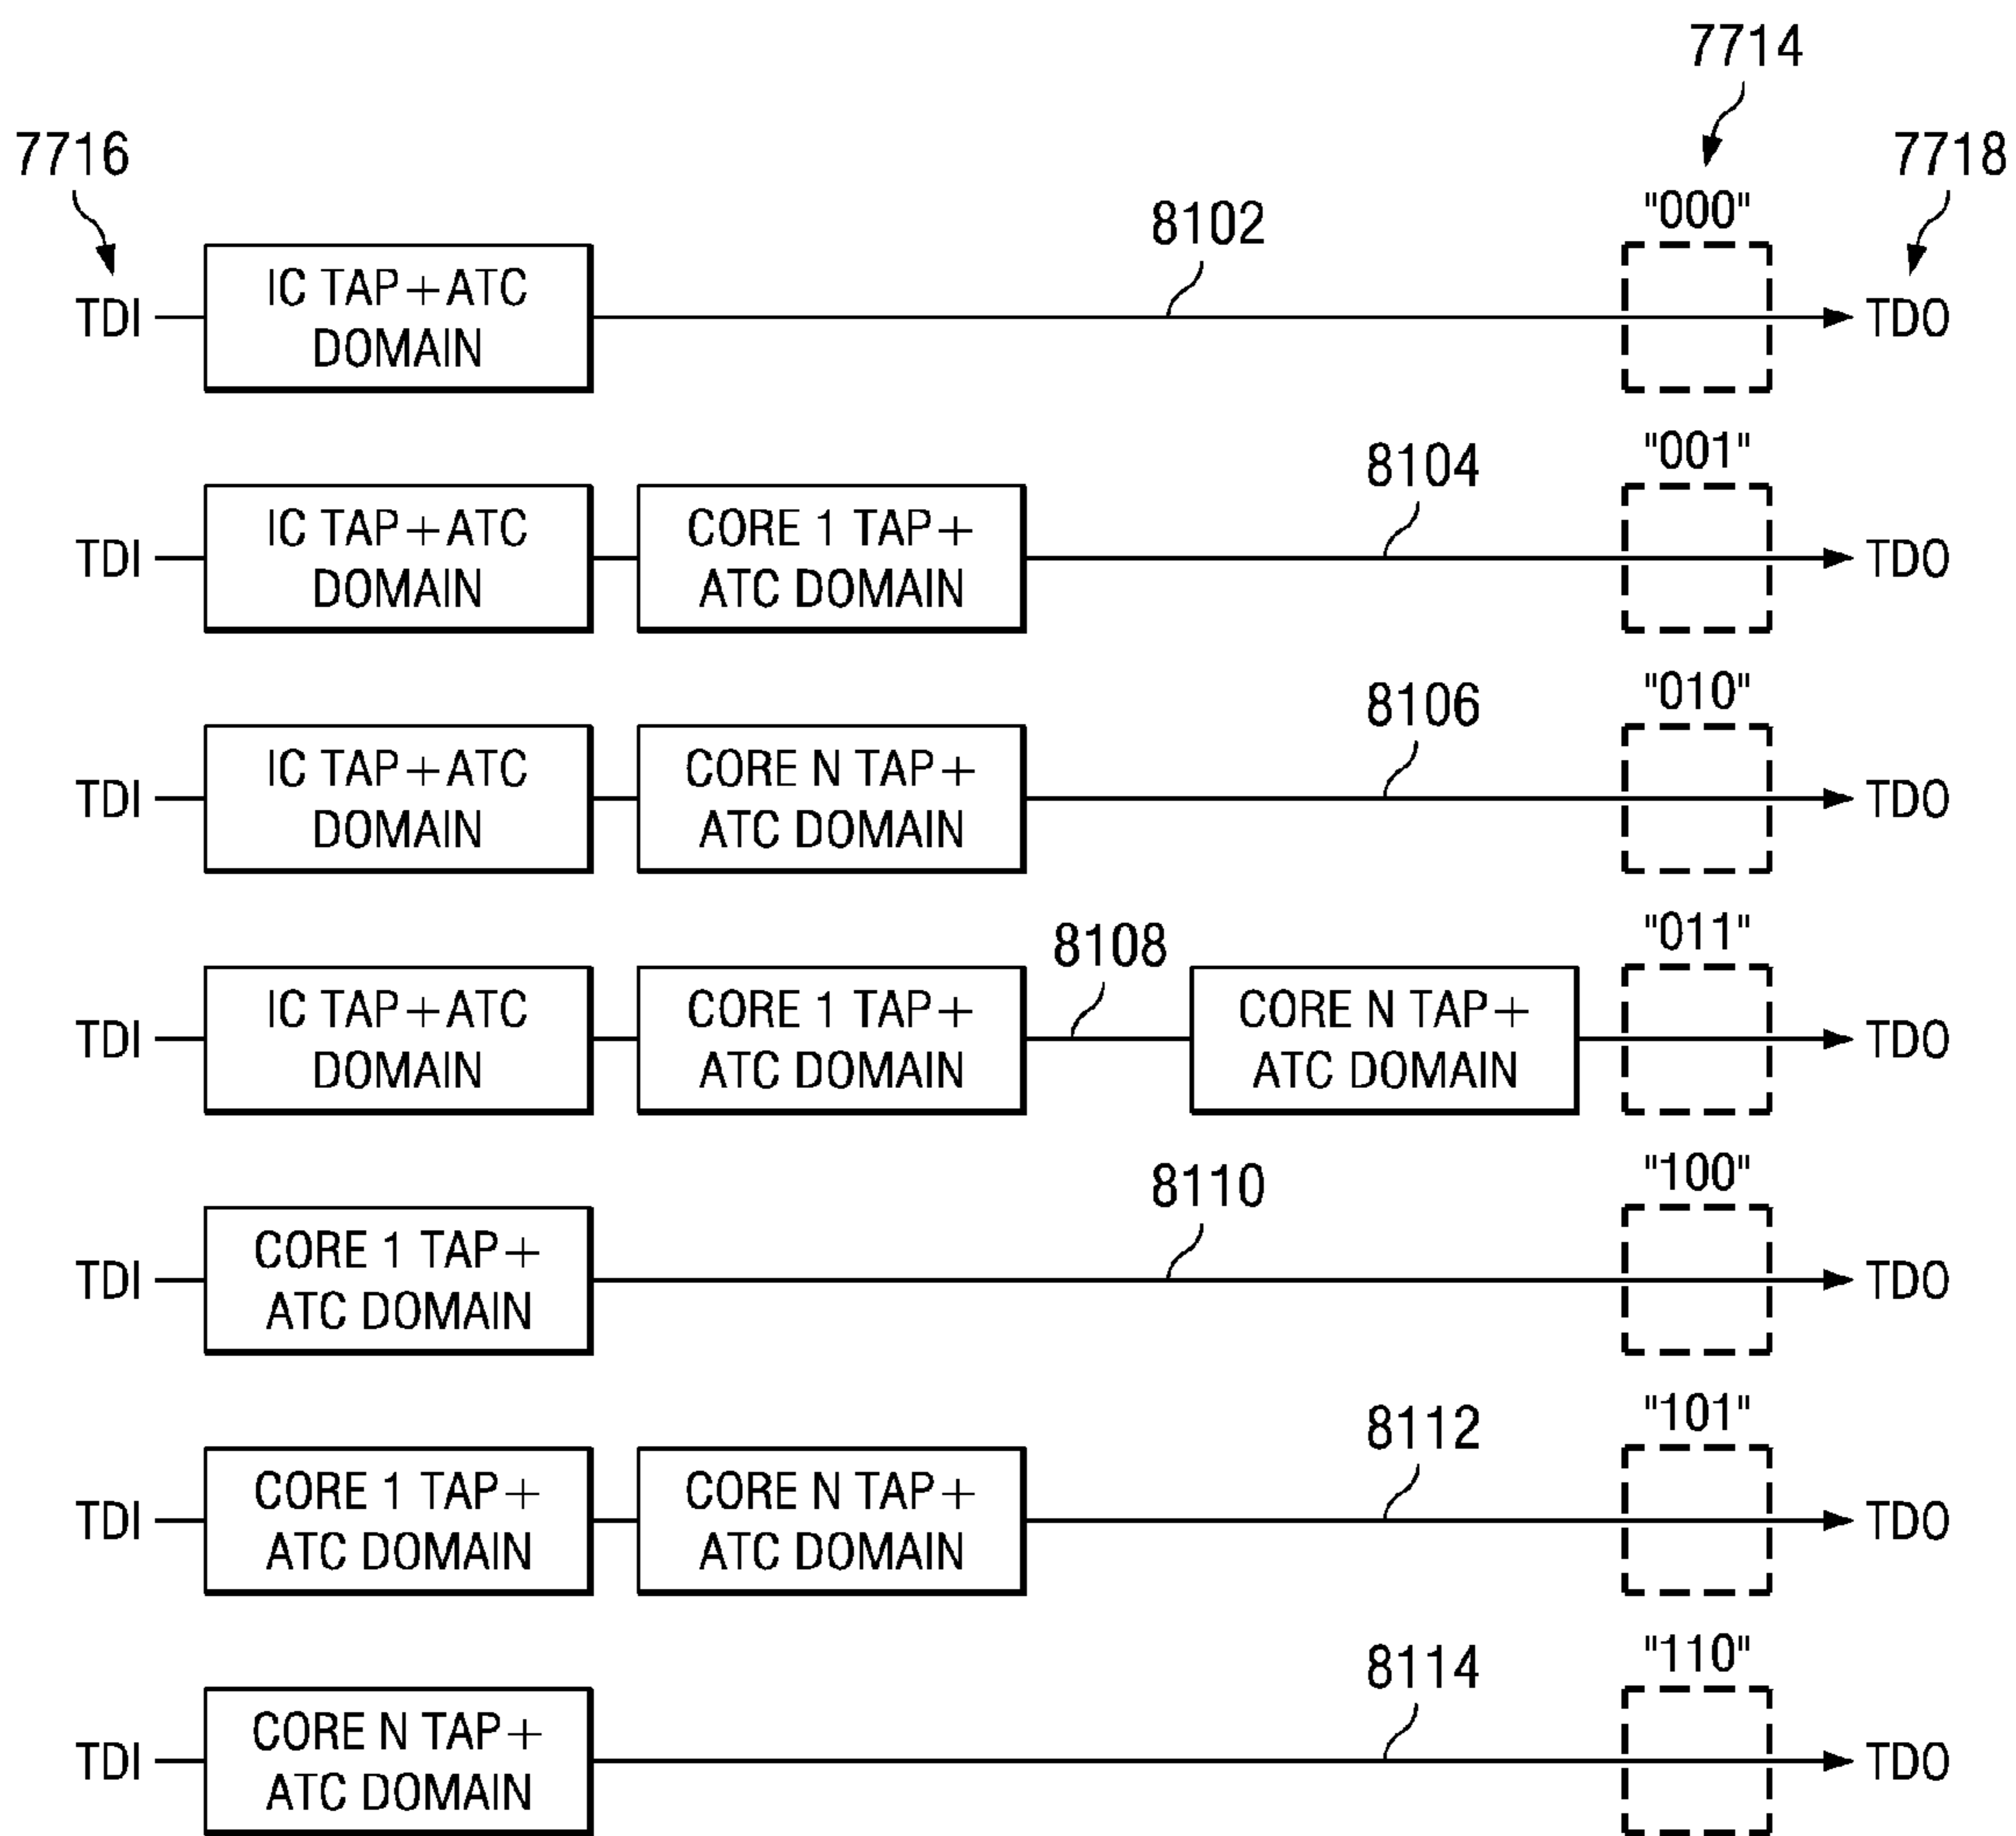 7714
7716
7718
8102
"000"
TDI
IC TAP+ATC
DOMAIN
TDO
8104
"001"
TDI
IC TAP+ATC
DOMAIN
CORE 1 TAP+
ATC DOMAIN
TDO
8106
"010"
TDI
IC TAP+ATC
DOMAIN
CORE N TAP+
ATC DOMAIN
TDO
8108
"011"
TDI
IC TAP+ATC
DOMAIN
CORE 1 TAP+
ATC DOMAIN
CORE N TAP+
ATC DOMAIN
TDO
8110
"100"
TDI
CORE 1 TAP+
ATC DOMAIN
TDO
8112
"101"
TDI
CORE 1 TAP+
ATC DOMAIN
CORE N TAP+
ATC DOMAIN
TDO
8114
"110"
TDI
CORE N TAP+
ATC DOMAIN
TDO